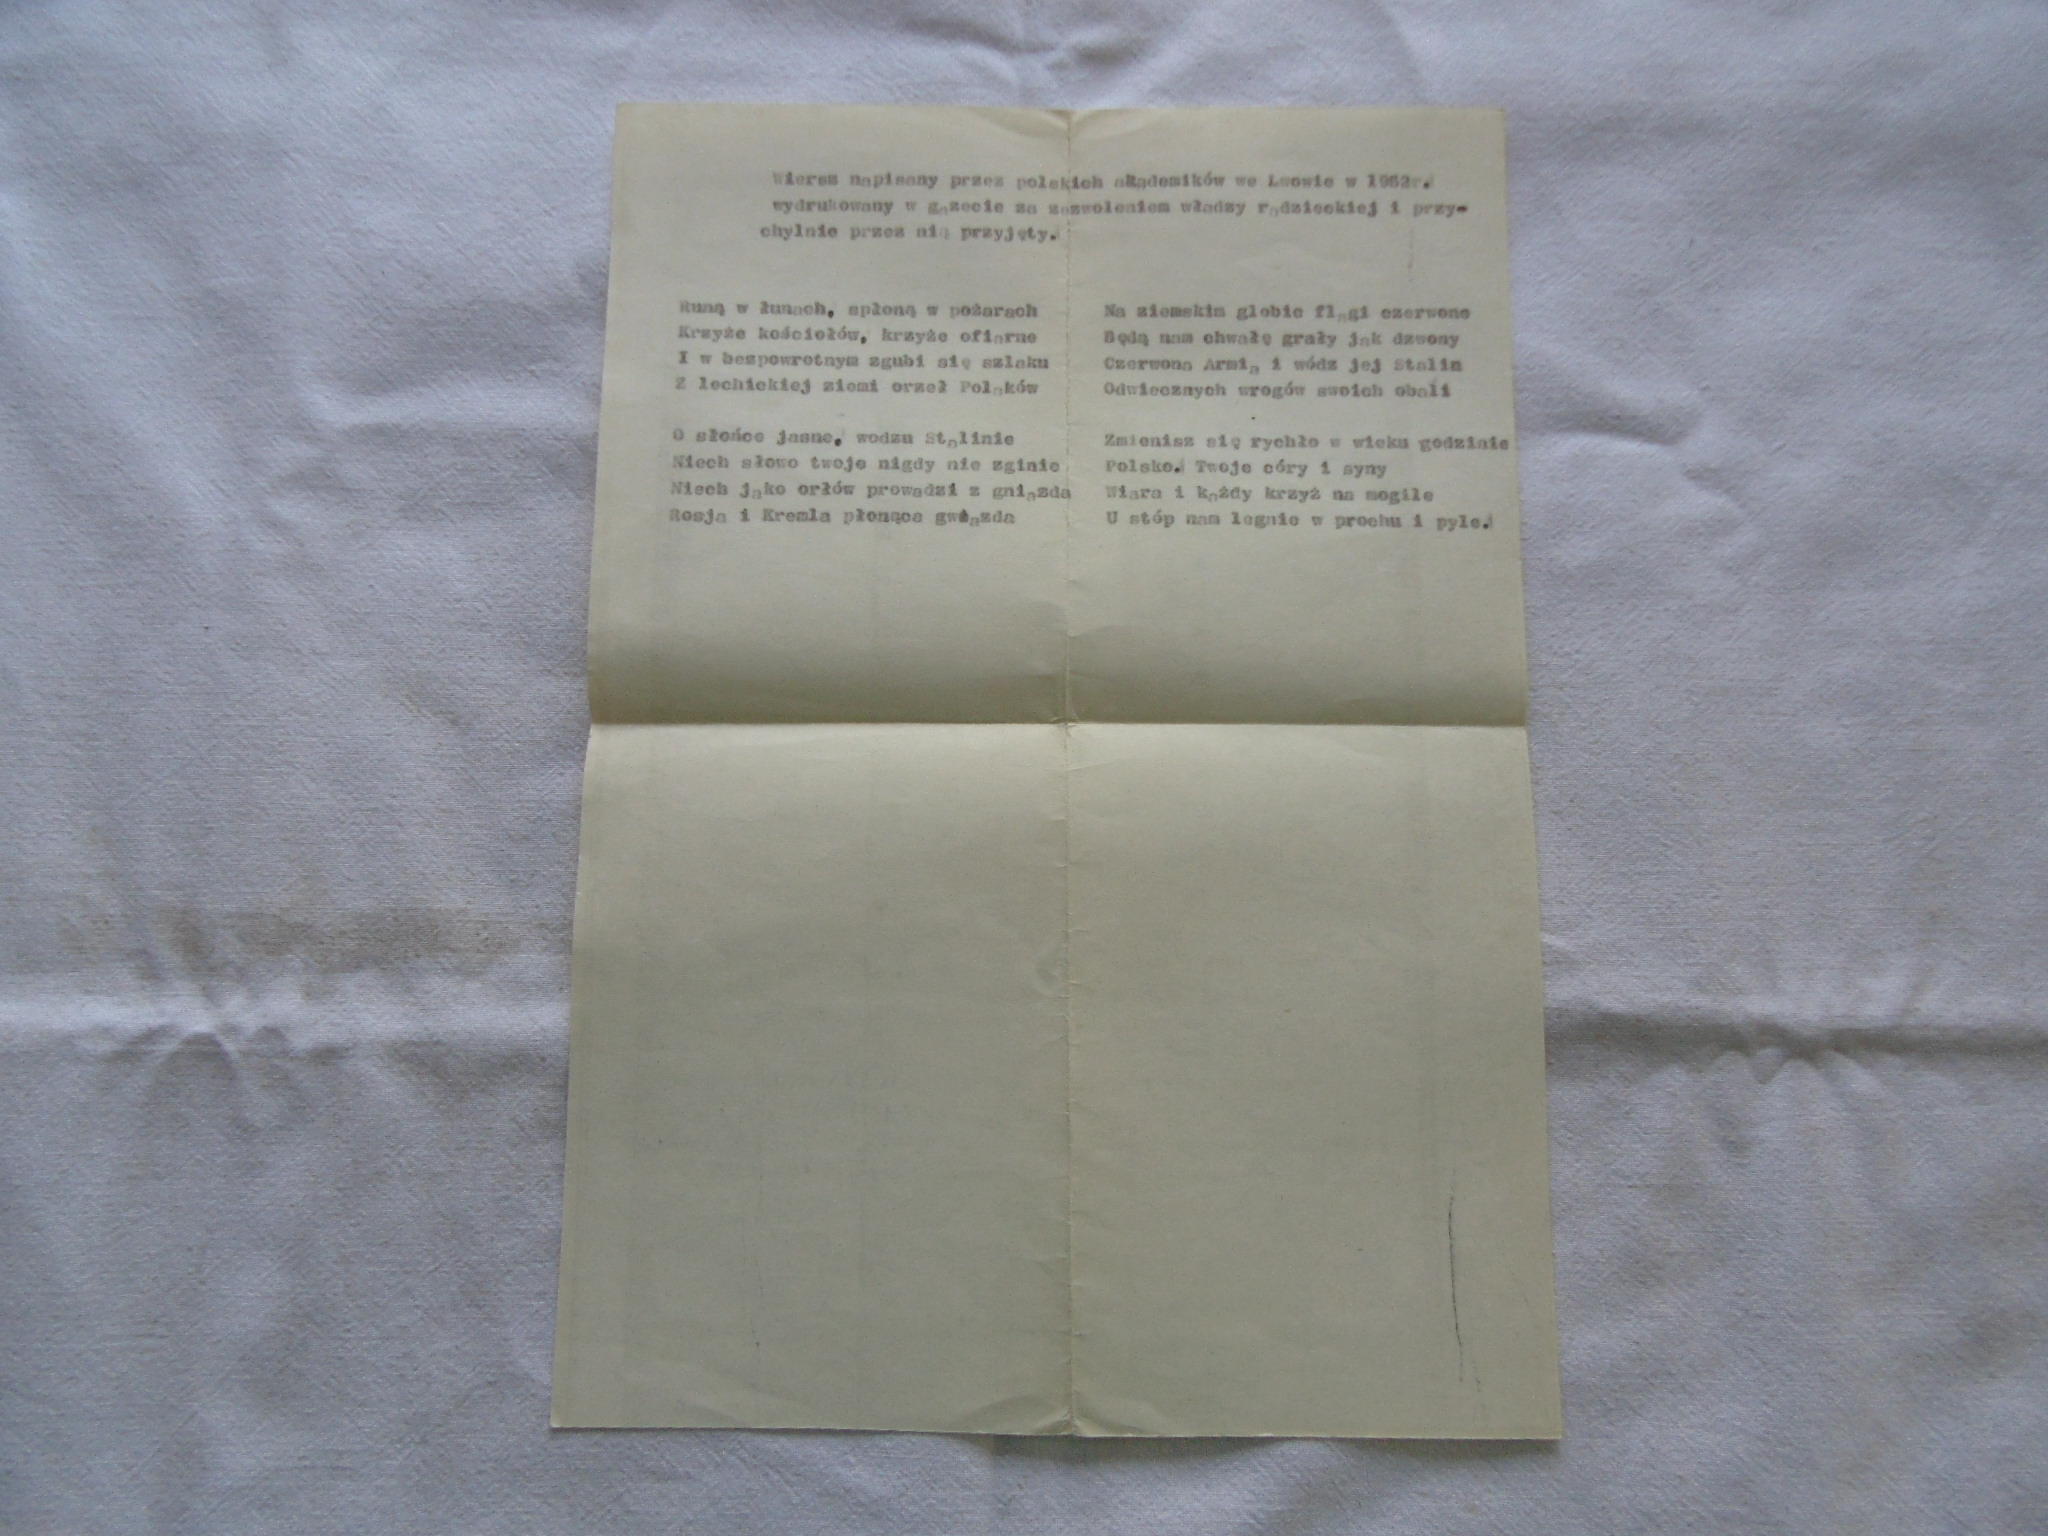 Wiersz napisany przez polskich akademików we Lwowie w 1952r.
wydrukowany w gazecie za zezwoleniem władzy radzieckiej i przy-
chylnie przez nią przyjęty.
Runą w łunach, spłoną w pożarach
Krzyże kościołów, krzyże ofiarne
I w bezpowrotnym zgubi się szlaku
Z lechickiej ziemi orzeł Polaków
O słońce jasne, wodzu Stalinie
Niech słowo twoje nigdy nie zginie
Niech jako orłów prowadzi z gniazda
Rosja i Kremla płonąca gwiazda
Na ziemskim globie flagi czerwone
Będą nam chwałę grały jak dzwony
Czerwona Armia i wódz jej Stalin
Odwiecznych wrogów swoich obali
Zmienisz się rychło w wieku godzinie
Polsko. Twoje córy i syny
Wiara i każdy krzyż na mogile
U stóp nam legnie w prochu i pyle.